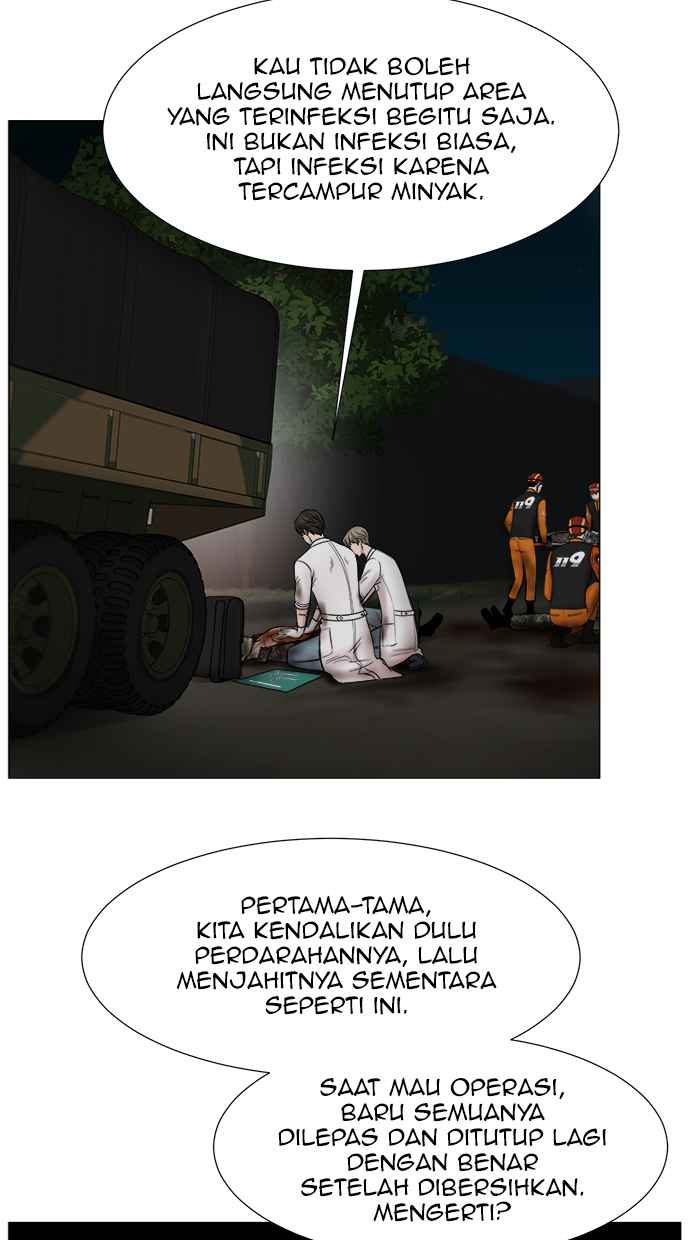 KAU TIDAK BOLEH
LANGSUNG MENUTUP AREA
YANG TERINFEKSI BEGITU SAJA.
INI BUKAN INFEKSI BIASA,
TAPI INFEKSI KARENA
TERCAMPUR MINYAK.
119
119
PERTAMA-TAMA,
KITA KENDALIKAN DULU
PERDARAHANNYA, LALU
MENJAHITNYA SEMENTARA
SEPERTI INI.
SAAT MAU OPERASI,
BARU SEMUANYA
DILEPAS DAN DITUTUP LAGI
DENGAN BENAR
SETELAH DIBERSIHKAN.
MENGERTI?